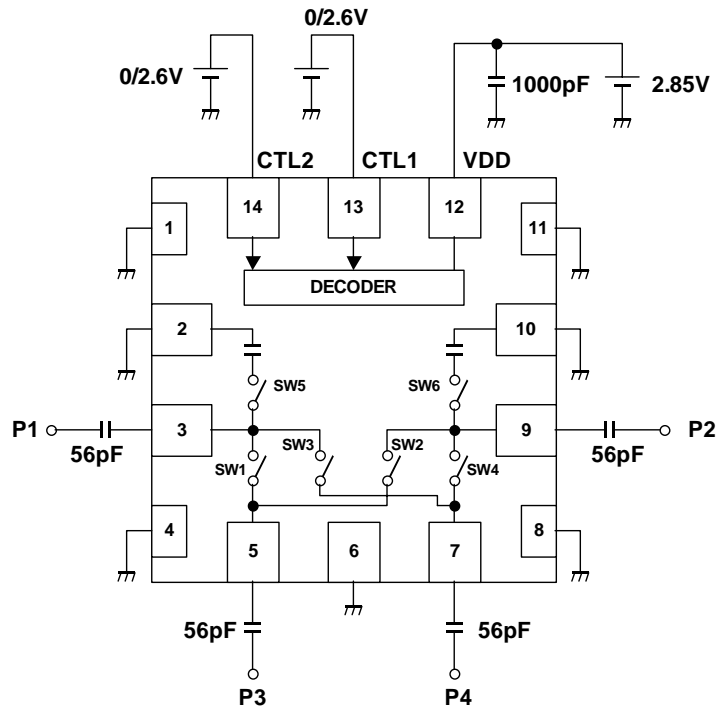 0/2.6V
0/2.6V
1000pF
2.85V
CTL2
CTL1
VDD
14
13
12
1
11
DECODER
2
10
SW5
SW6
P1
3
9
P2
56pF
SW3
SW2
56pF
SW1
SW4
4
8
5
6
7
56pF
56pF
P3
P4